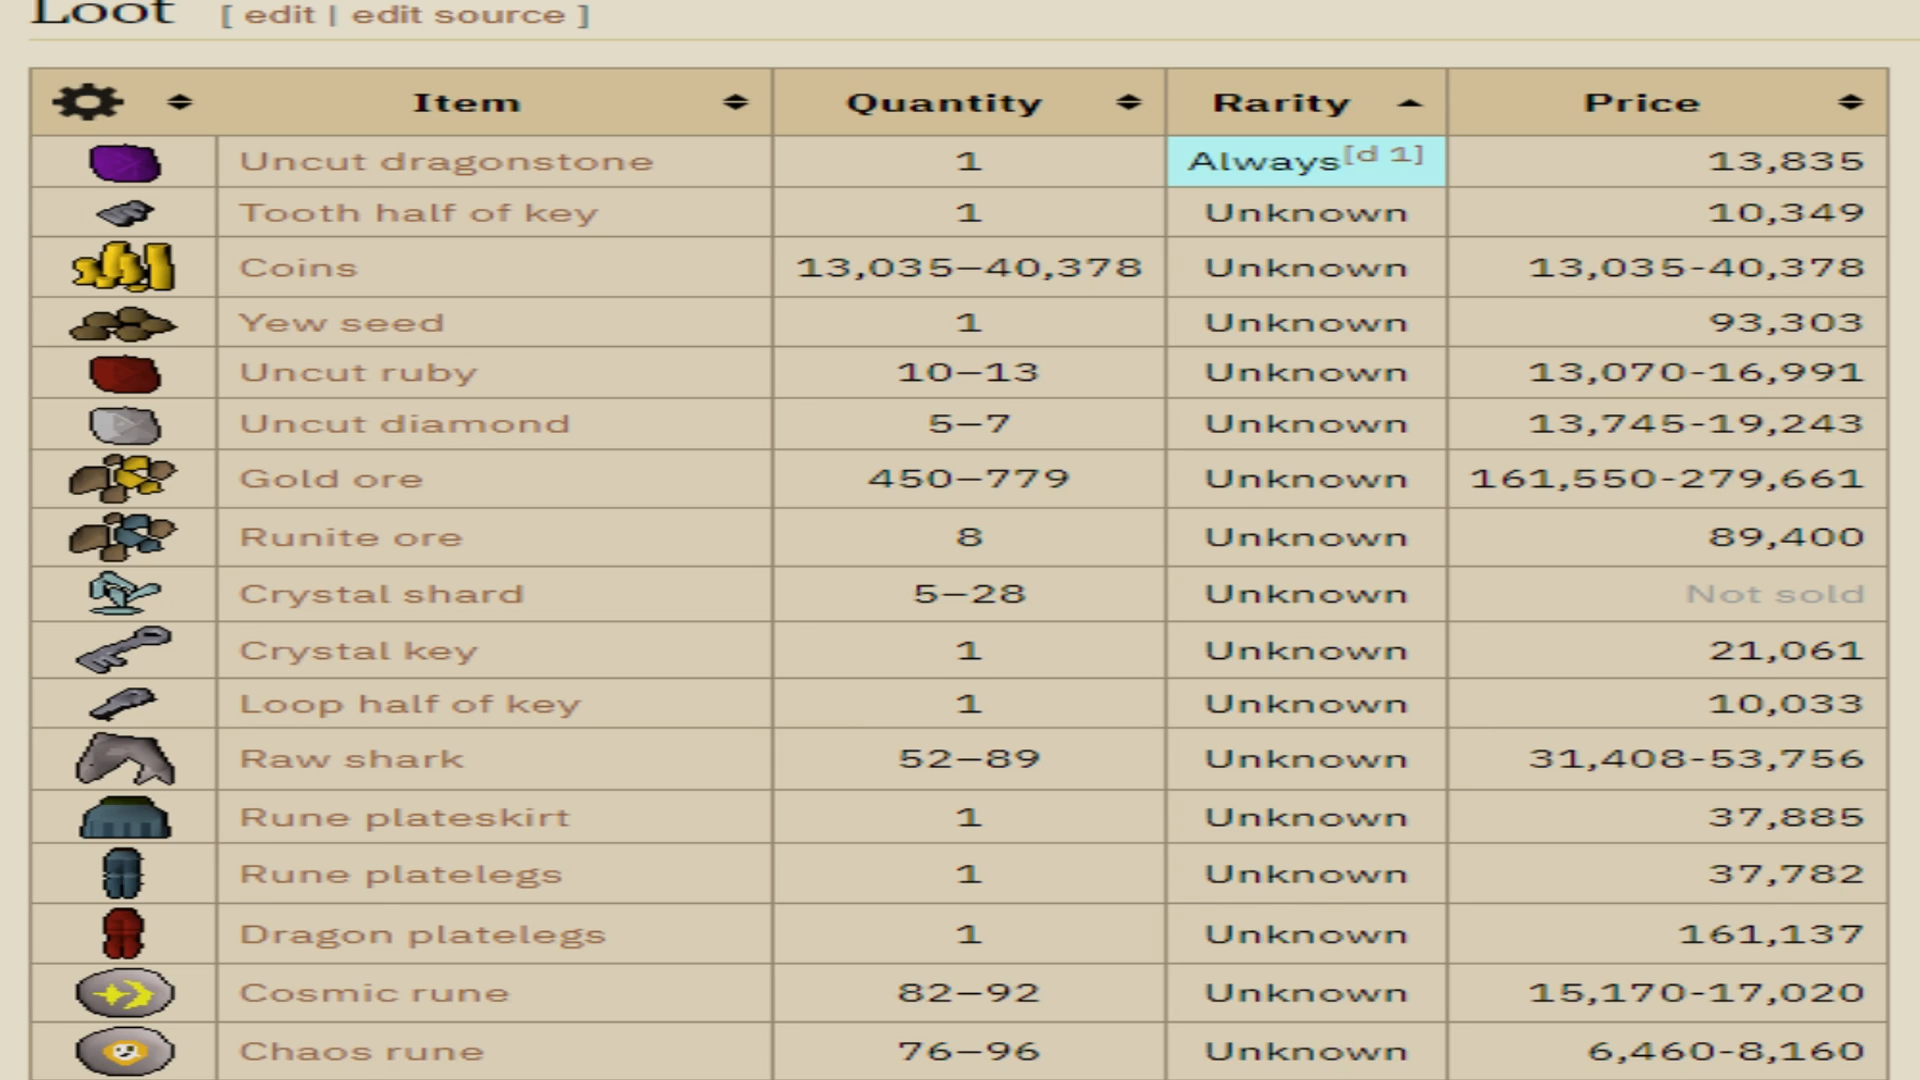 Loot [ edit | edit source ]
Item Quantity Rarity Price
Uncut dragonstone 1 Always[d 1] 13,835
Tooth half of key 1 Unknown 10,349
Coins 13,035–40,378 Unknown 13,035-40,378
Yew seed 1 Unknown 93,303
Uncut ruby 10–13 Unknown 13,070-16,991
Uncut diamond 5–7 Unknown 13,745-19,243
Gold ore 450–779 Unknown 161,550-279,661
Runite ore 8 Unknown 89,400
Crystal shard 5–28 Unknown Not sold
Crystal key 1 Unknown 21,061
Loop half of key 1 Unknown 10,033
Raw shark 52–89 Unknown 31,408-53,756
Rune plateskirt 1 Unknown 37,885
Rune platelegs 1 Unknown 37,782
Dragon platelegs 1 Unknown 161,137
Cosmic rune 82–92 Unknown 15,170-17,020
Chaos rune 76–96 Unknown 6,460-8,160